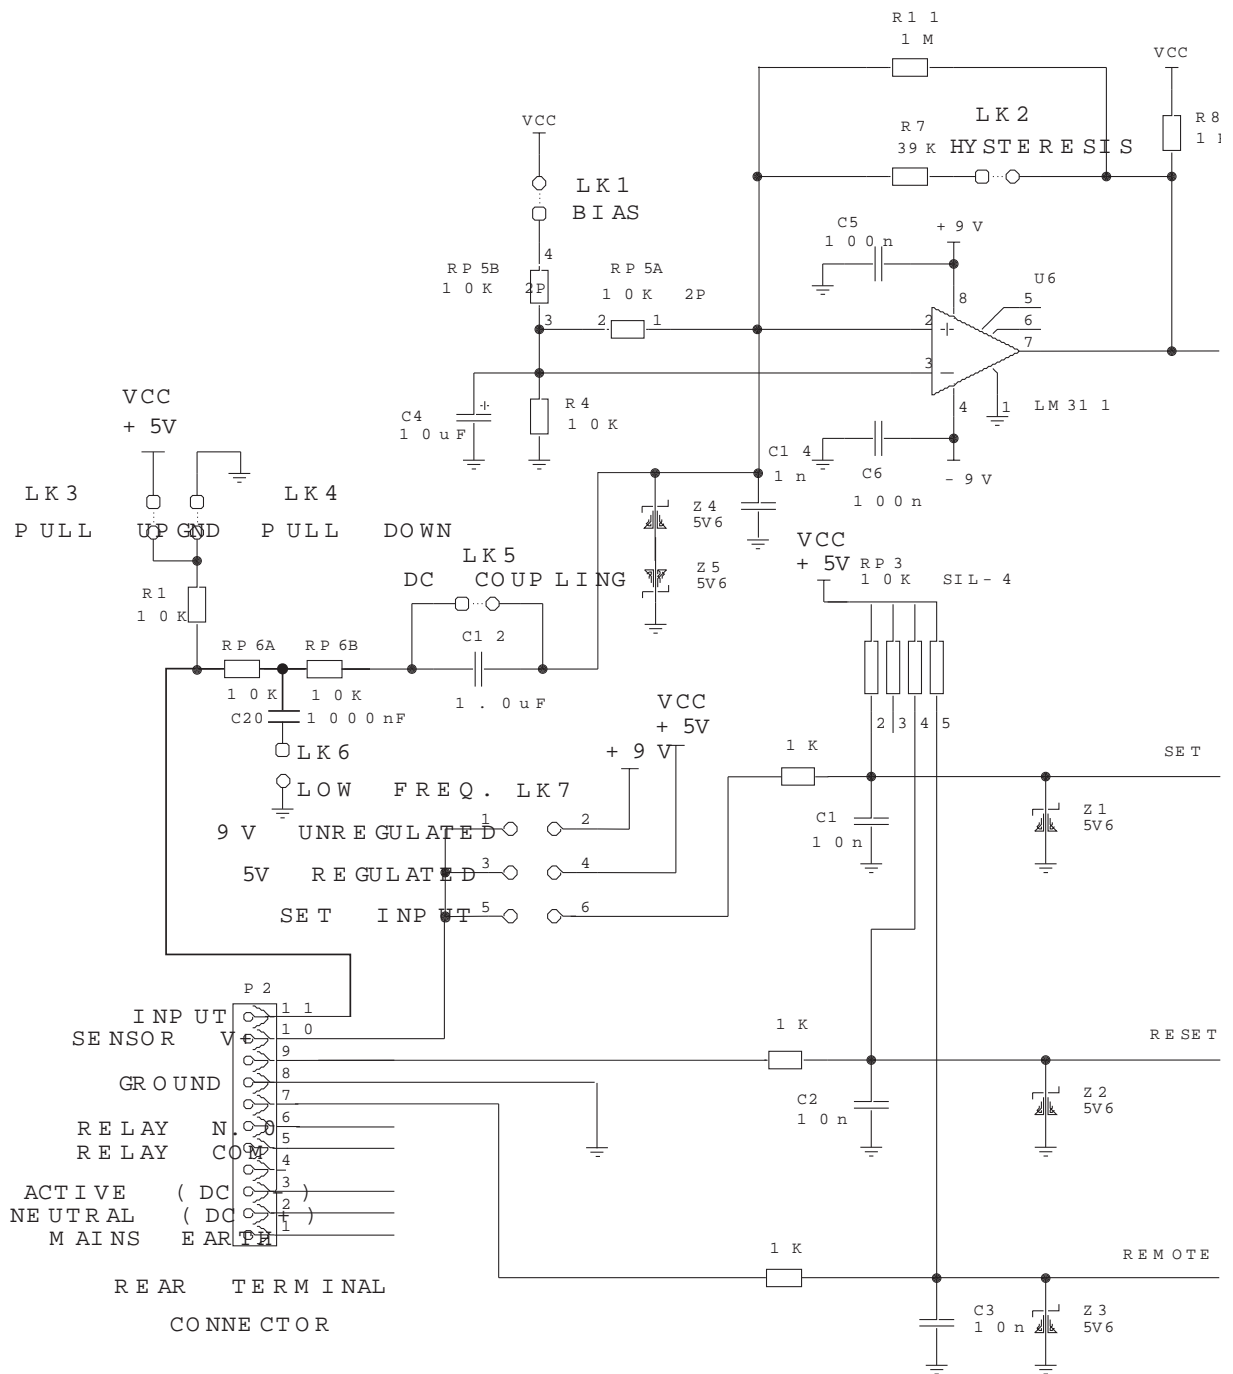 R11
1M
VCC
R8
LK2
HYSTERESIS
R7
39K
VCC
LK1
BIAS
C5
100n
+9V
U6
RP5B
10K 2P
4
RP5A
10K 2P
3
2
1
2
+
3
-
8
5
6
7
4
1
LM311
VCC
+5V
C4
10uF
+
R4
10K
C14
1n
C6
100n
-9V
LK3
PULL UP
GND
LK4
PULL DOWN
Z4
5V6
Z5
5V6
LK5
DC COUPLING
VCC
+5V
RP3
10K SIL-4
R1
10K
RP6A
10K
RP6B
10K
C12
1.0uF
C20
1000nF
LK6
LOW FREQ.
LK7
VCC
+5V
+9V
2
3
4
5
1K
SET
9V UNREGULATED
1
2
5V REGULATED
3
4
SET INPUT
5
6
C1
10n
Z1
5V6
P2
INPUT
11
SENSOR V+
10
9
GROUND
8
7
RELAY N.O
6
RELAY COM
5
4
ACTIVE (DC -)
3
NEUTRAL (DC +)
2
MAINS EARTH
1
REAR TERMINAL
CONNECTOR
1K
RESET
C2
10n
Z2
5V6
1K
REMOTE
C3
10n
Z3
5V6